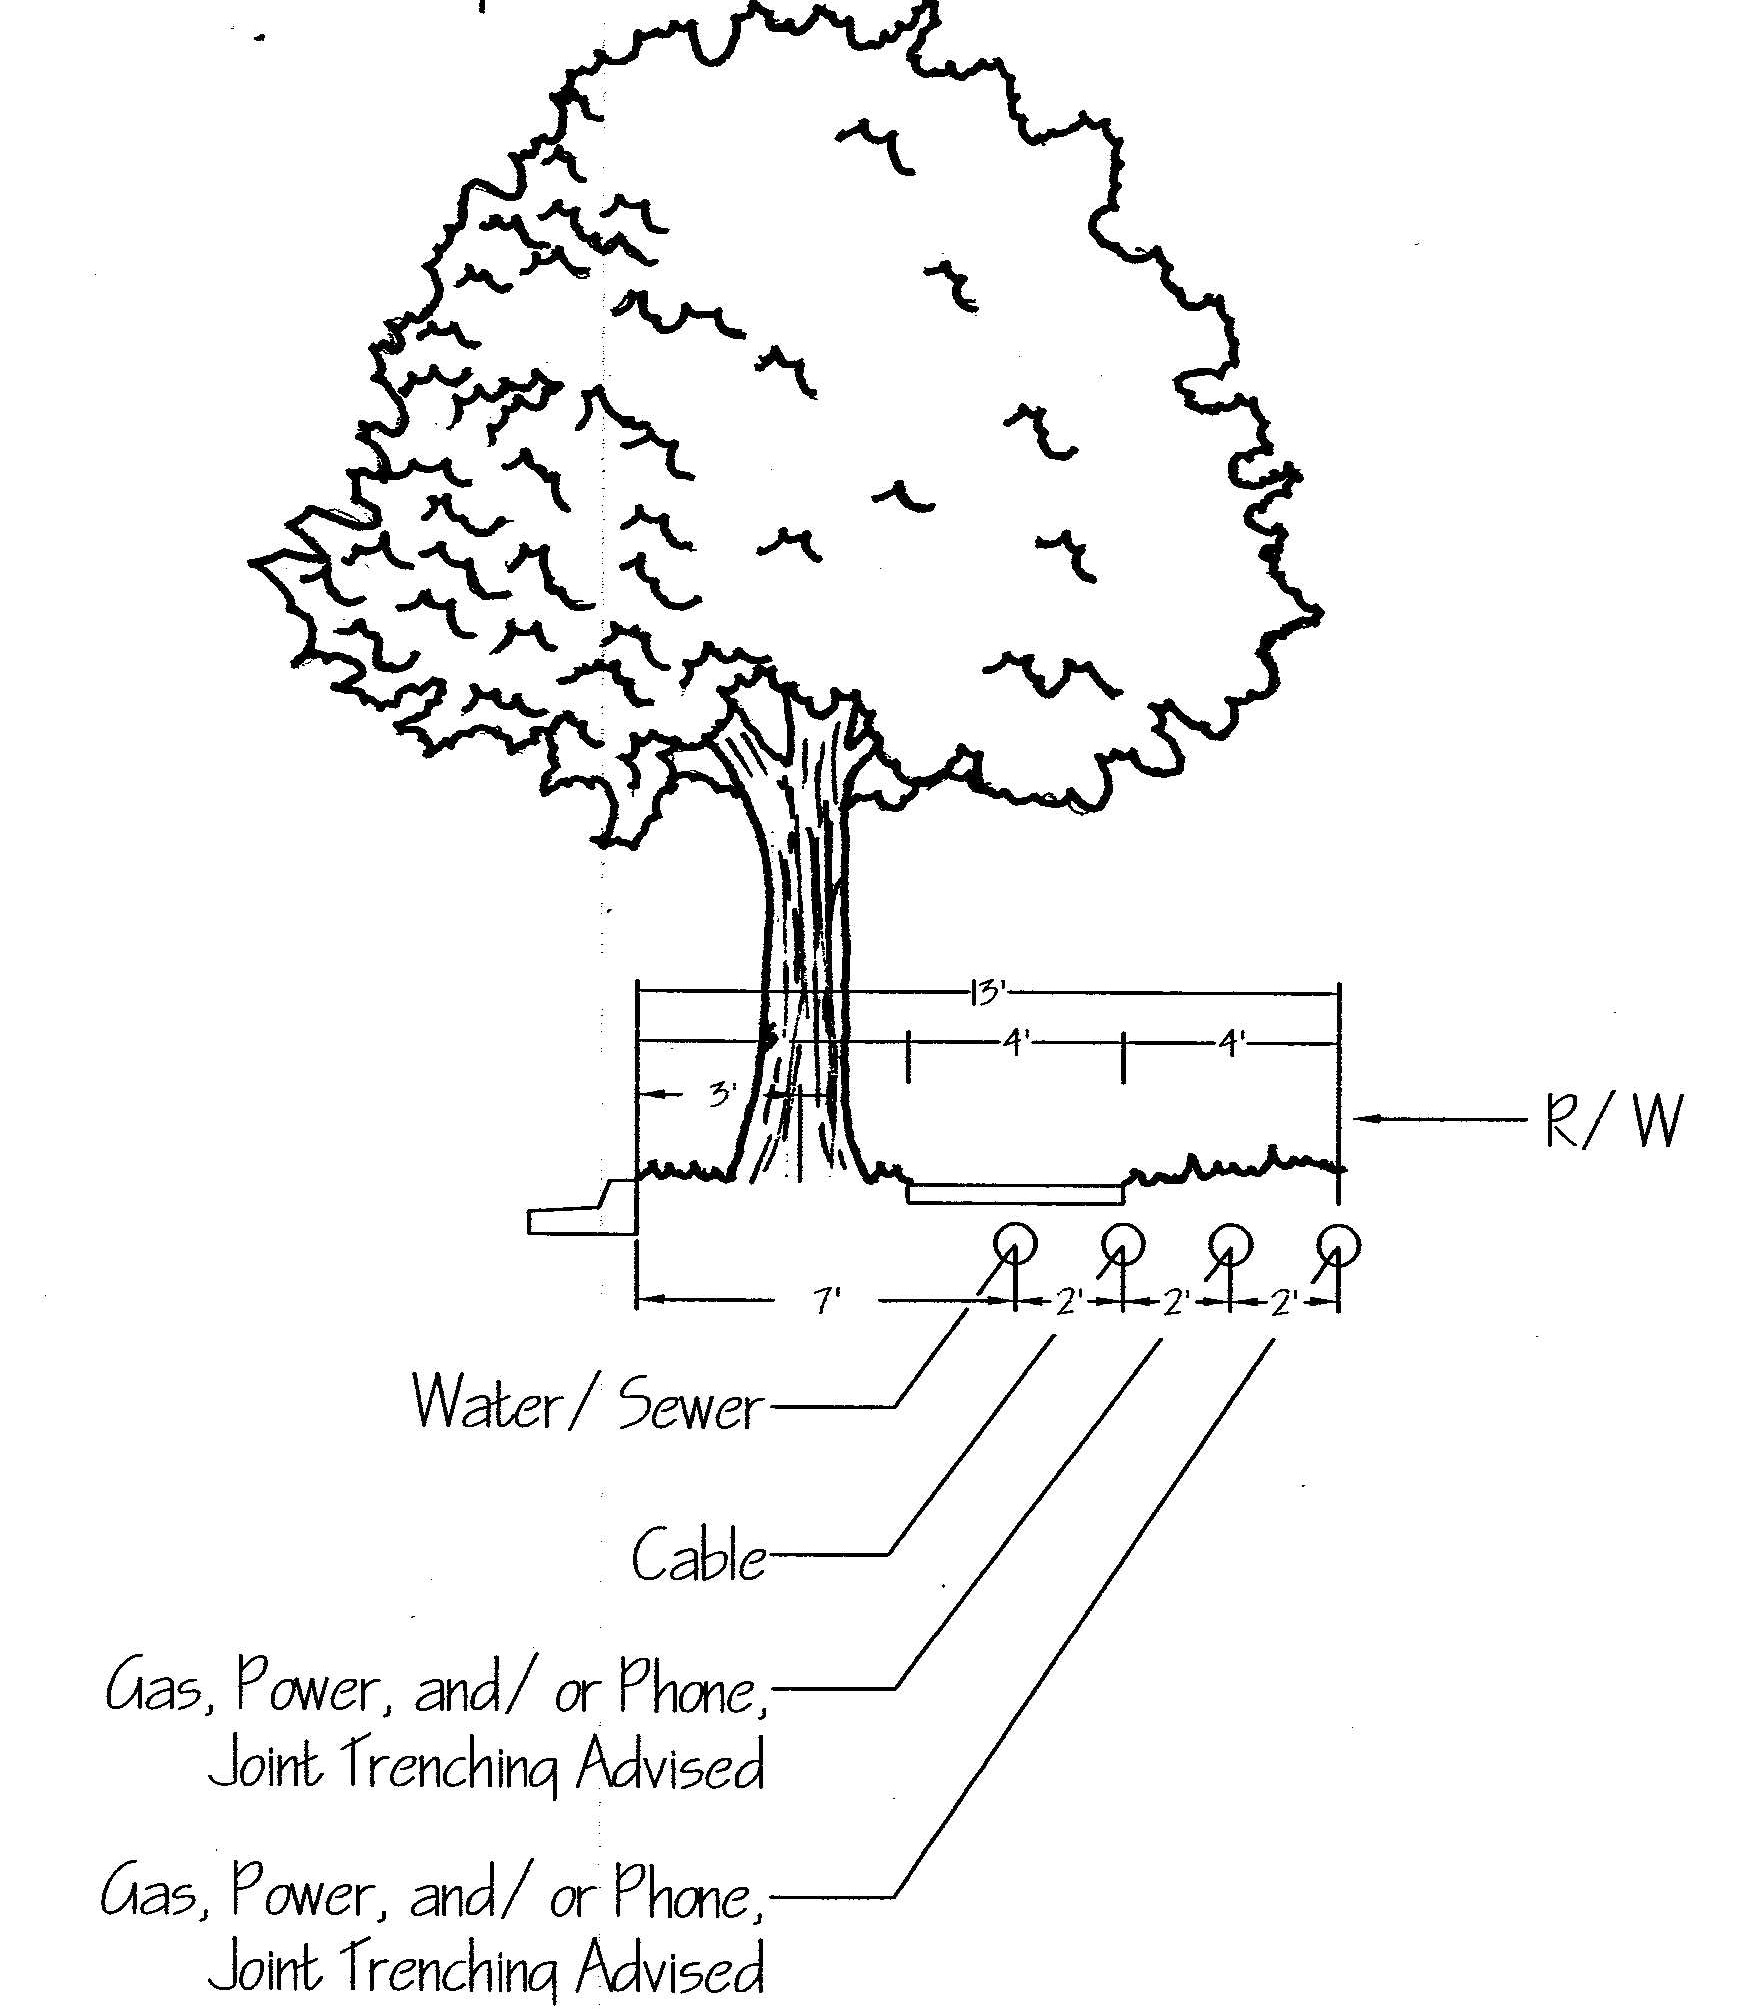 13'
4' 4'
3'
R/ W
7' 2' 2' 2'
Water/ Sewer
Cable
Gas, Power, and/ or Phone,
Joint Trenching Advised
Gas, Power, and/ or Phone,
Joint Trenching Advised